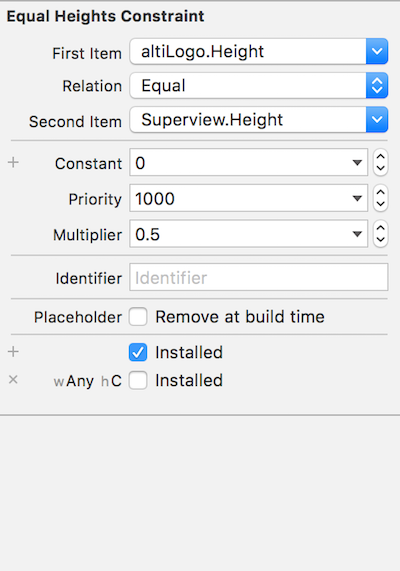 Equal Heights Constraint
First Item altiLogo.Height
Relation Equal
Second Item Superview.Height
+ Constant 0
Priority 1000
Multiplier 0.5
Identifier Identifier
Placeholder Remove at build time
+ Installed
× wAny hC Installed